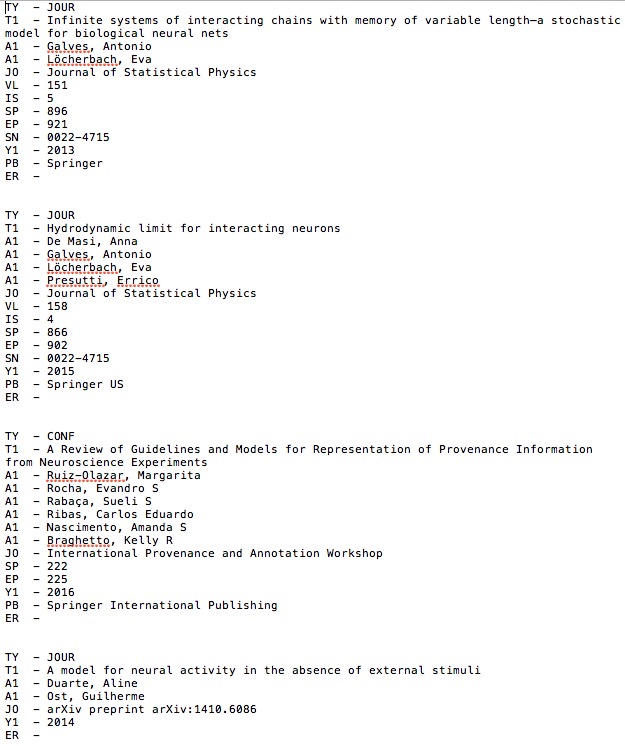 TY  – JOUR
T1  – Infinite systems of interacting chains with memory of variable length—a stochastic
model for biological neural nets
A1  – Galves, Antonio
A1  – Löcherbach, Eva
JO  – Journal of Statistical Physics
VL  – 151
IS  – 5
SP  – 896
EP  – 921
SN  – 0022–4715
Y1  – 2013
PB  – Springer
ER  –
TY  – JOUR
T1  – Hydrodynamic limit for interacting neurons
A1  – De Masi, Anna
A1  – Galves, Antonio
A1  – Löcherbach, Eva
A1  – Presutti, Errico
JO  – Journal of Statistical Physics
VL  – 158
IS  – 4
SP  – 866
EP  – 902
SN  – 0022–4715
Y1  – 2015
PB  – Springer US
ER  –
TY  – CONF
T1  – A Review of Guidelines and Models for Representation of Provenance Information
from Neuroscience Experiments
A1  – Ruiz–Olazar, Margarita
A1  – Rocha, Evandro S
A1  – Rabaça, Sueli S
A1  – Ribas, Carlos Eduardo
A1  – Nascimento, Amanda S
A1  – Braghetto, Kelly R
JO  – International Provenance and Annotation Workshop
SP  – 222
EP  – 225
Y1  – 2016
PB  – Springer International Publishing
ER  –
TY  – JOUR
T1  – A model for neural activity in the absence of external stimuli
A1  – Duarte, Aline
A1  – Ost, Guilherme
JO  – arXiv preprint arXiv:1410.6086
Y1  – 2014
ER  –